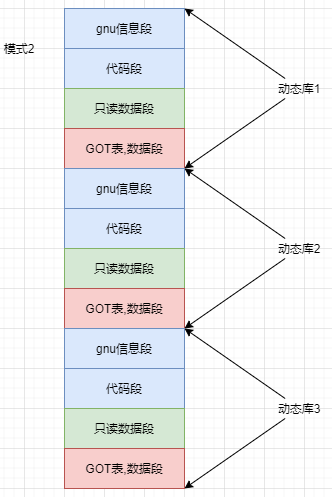 模式2
gnu信息段
代码段
只读数据段
GOT表,数据段
动态库1
gnu信息段
代码段
只读数据段
GOT表,数据段
动态库2
gnu信息段
代码段
只读数据段
GOT表,数据段
动态库3